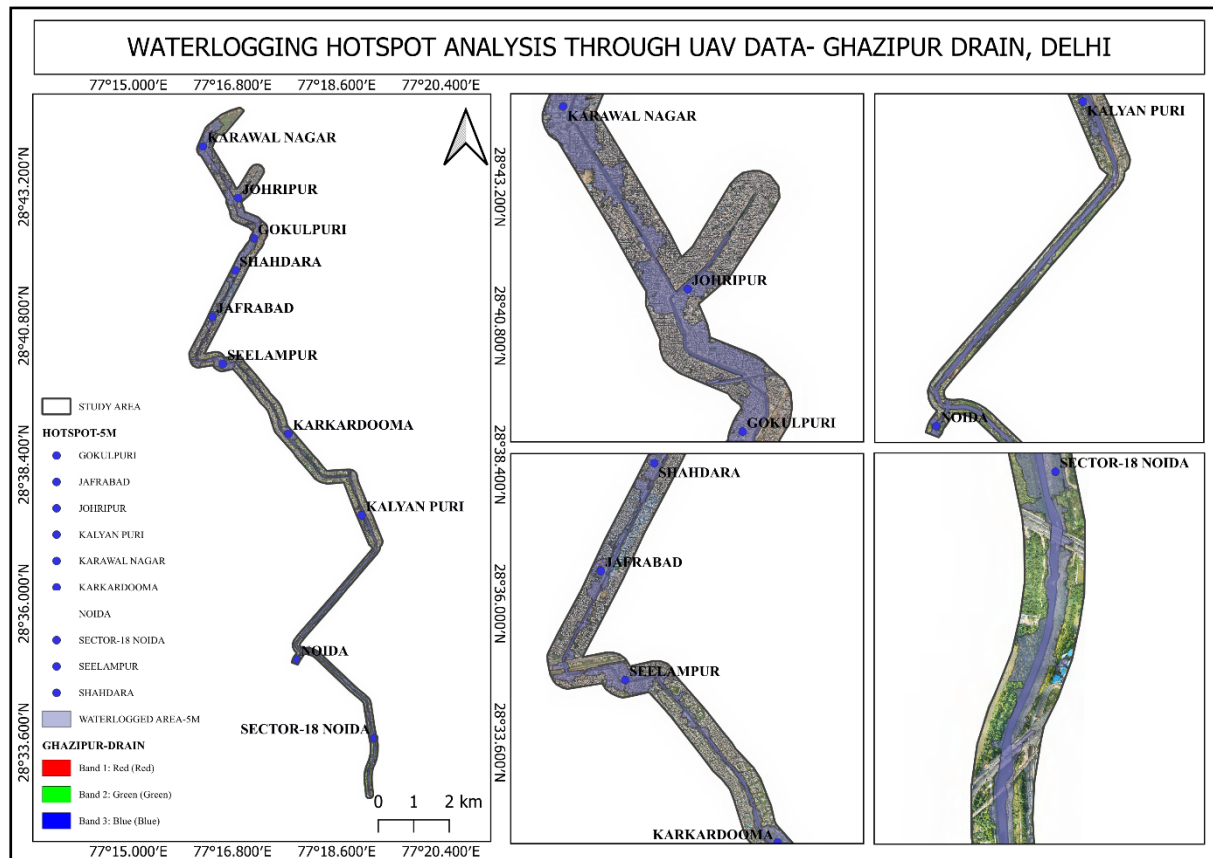 WATERLOGGING HOTSPOT ANALYSIS THROUGH UAV DATA- GHAZIPUR DRAIN, DELHI
77°15.000′E 77°16.800′E 77°18.600′E 77°20.400′E
28°43.200′N
28°40.800′N
28°38.400′N
28°36.000′N
28°33.600′N
KARAWAL NAGAR
JOHRIPUR
GOKULPURI
SHAHDARA
JAFRABAD
SEELAMPUR
KARKARDOOMA
KALYAN PURI
NOIDA
SECTOR-18 NOIDA
STUDY AREA
HOTSPOT-5M
GOKULPURI
JAFRABAD
JOHRIPUR
KALYAN PURI
KARAWAL NAGAR
KARKARDOOMA
NOIDA
SECTOR-18 NOIDA
SEELAMPUR
SHAHDARA
WATERLOGGED AREA-5M
GHAZIPUR-DRAIN
Band 1: Red (Red)
Band 2: Green (Green)
Band 3: Blue (Blue)
0 1 2 km
77°15.000′E 77°16.800′E 77°18.600′E 77°20.400′E
28°43.200′N
28°40.800′N
28°38.400′N
28°36.000′N
28°33.600′N
KARAWAL NAGAR
JOHRIPUR
GOKULPURI
KALYAN PURI
NOIDA
SHAHDARA
JAFRABAD
SEELAMPUR
KARKARDOOMA
SECTOR-18 NOIDA